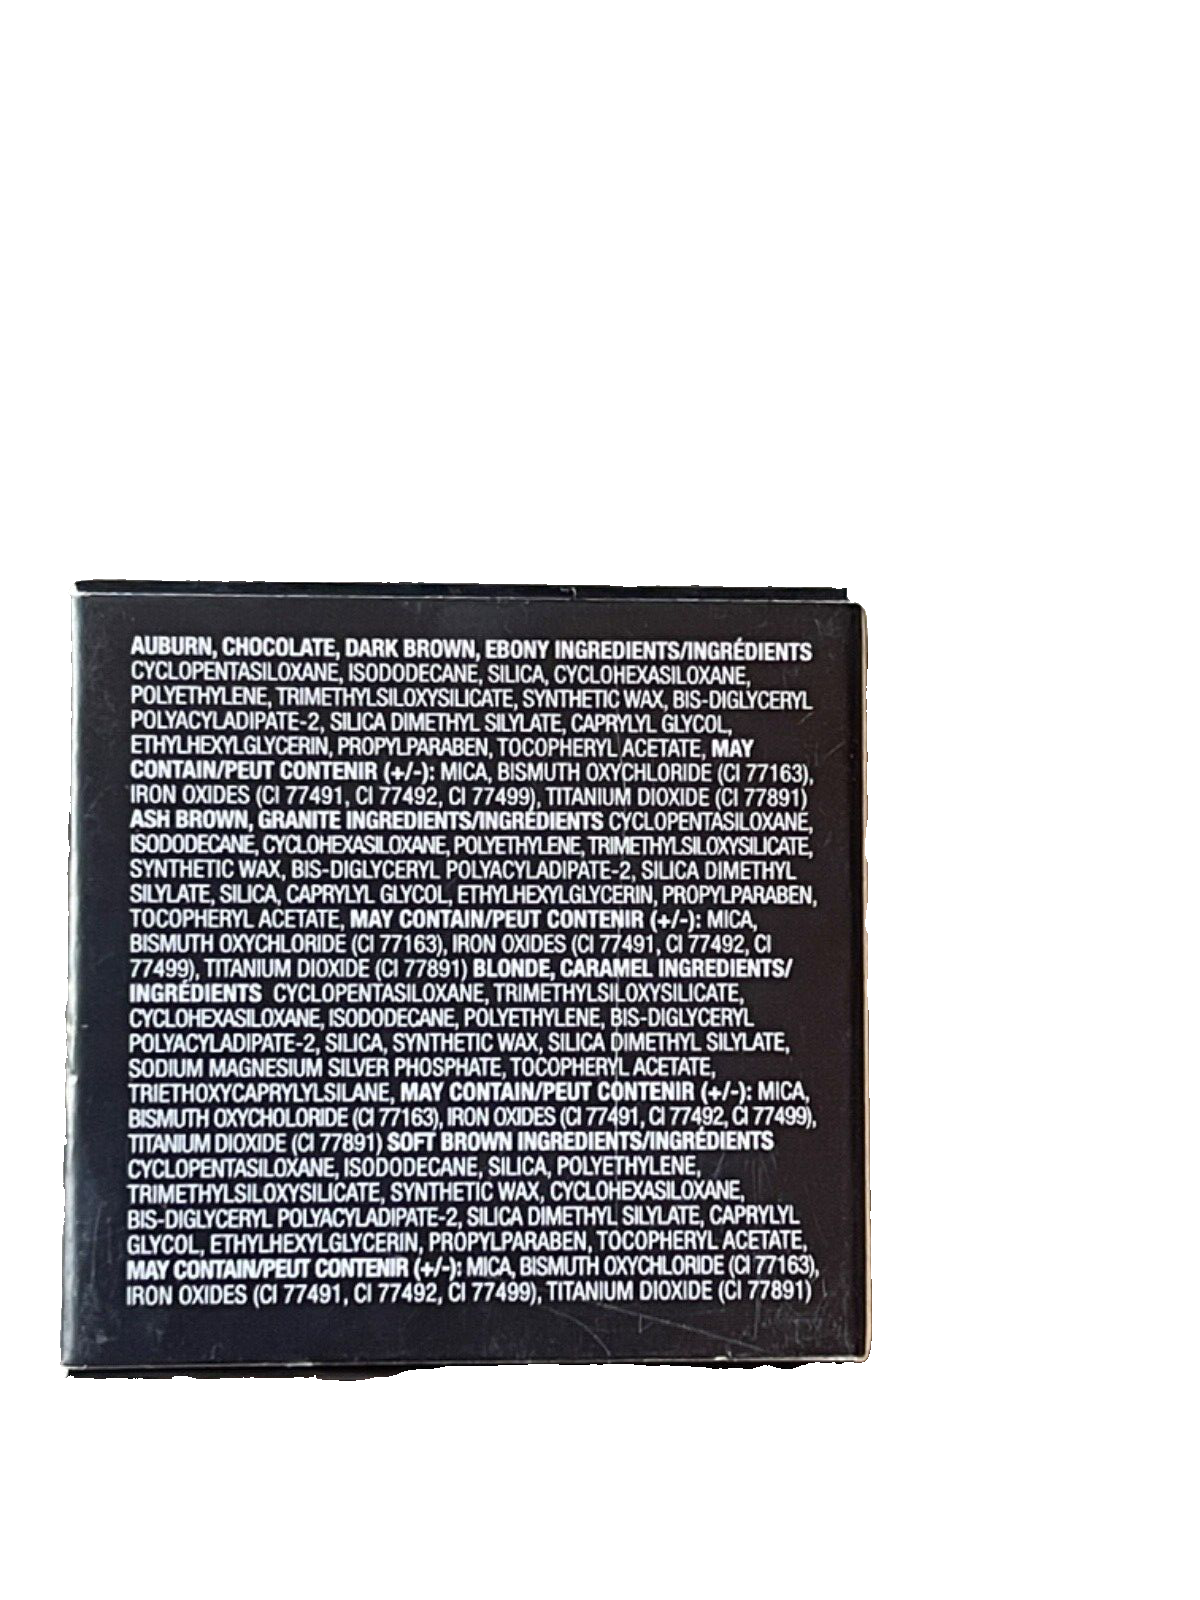 AUBURN, CHOCOLATE, DARK BROWN, EBONY INGREDIENTS/INGRÉDIENTS
CYCLOPENTASILOXANE, ISODODECANE, SILICA, CYCLOHEXASILOXANE,
POLYETHYLENE, TRIMETHYLSILOXYSILICATE, SYNTHETIC WAX, BIS-DIGLYCERYL
POLYACYLADIPATE-2, SILICA DIMETHYL SILYLATE, CAPRYLYL GLYCOL,
ETHYLHEXYLGLYCERIN, PROPYLPARABEN, TOCOPHERYL ACETATE, MAY
CONTAIN/PEUT CONTENIR (+/-): MICA, BISMUTH OXYCHLORIDE (CI 77163),
IRON OXIDES (CI 77491, CI 77492, CI 77499), TITANIUM DIOXIDE (CI 77891)
ASH BROWN, GRANITE INGREDIENTS/INGRÉDIENTS CYCLOPENTASILOXANE,
ISODODECANE, CYCLOHEXASILOXANE, POLYETHYLENE, TRIMETHYLSILOXYSILICATE,
SYNTHETIC WAX, BIS-DIGLYCERYL POLYACYLADIPATE-2, SILICA DIMETHYL
SILYLATE, SILICA, CAPRYLYL GLYCOL, ETHYLHEXYLGLYCERIN, PROPYLPARABEN,
TOCOPHERYL ACETATE, MAY CONTAIN/PEUT CONTENIR (+/-): MICA,
BISMUTH OXYCHLORIDE (CI 77163), IRON OXIDES (CI 77491, CI 77492, CI
77499), TITANIUM DIOXIDE (CI 77891) BLONDE, CARAMEL INGREDIENTS/
INGRÉDIENTS CYCLOPENTASILOXANE, TRIMETHYLSILOXYSILICATE,
CYCLOHEXASILOXANE, ISODODECANE, POLYETHYLENE, BIS-DIGLYCERYL
POLYACYLADIPATE-2, SILICA, SYNTHETIC WAX, SILICA DIMETHYL SILYLATE,
SODIUM MAGNESIUM SILVER PHOSPHATE, TOCOPHERYL ACETATE,
TRIETHOXYCAPRYLYLSILANE, MAY CONTAIN/PEUT CONTENIR (+/-): MICA,
BISMUTH OXYCHOLORIDE (CI 77163), IRON OXIDES (CI 77491, CI 77492, CI 77499),
TITANIUM DIOXIDE (CI 77891) SOFT BROWN INGREDIENTS/INGRÉDIENTS
CYCLOPENTASILOXANE, ISODODECANE, SILICA, POLYETHYLENE,
TRIMETHYLSILOXYSILICATE, SYNTHETIC WAX, CYCLOHEXASILOXANE,
BIS-DIGLYCERYL POLYACYLADIPATE-2, SILICA DIMETHYL SILYLATE, CAPRYLYL
GLYCOL, ETHYLHEXYLGLYCERIN, PROPYLPARABEN, TOCOPHERYL ACETATE,
MAY CONTAIN/PEUT CONTENIR (+/-): MICA, BISMUTH OXYCHLORIDE (CI 77163),
IRON OXIDES (CI 77491, CI 77492, CI 77499), TITANIUM DIOXIDE (CI 77891)